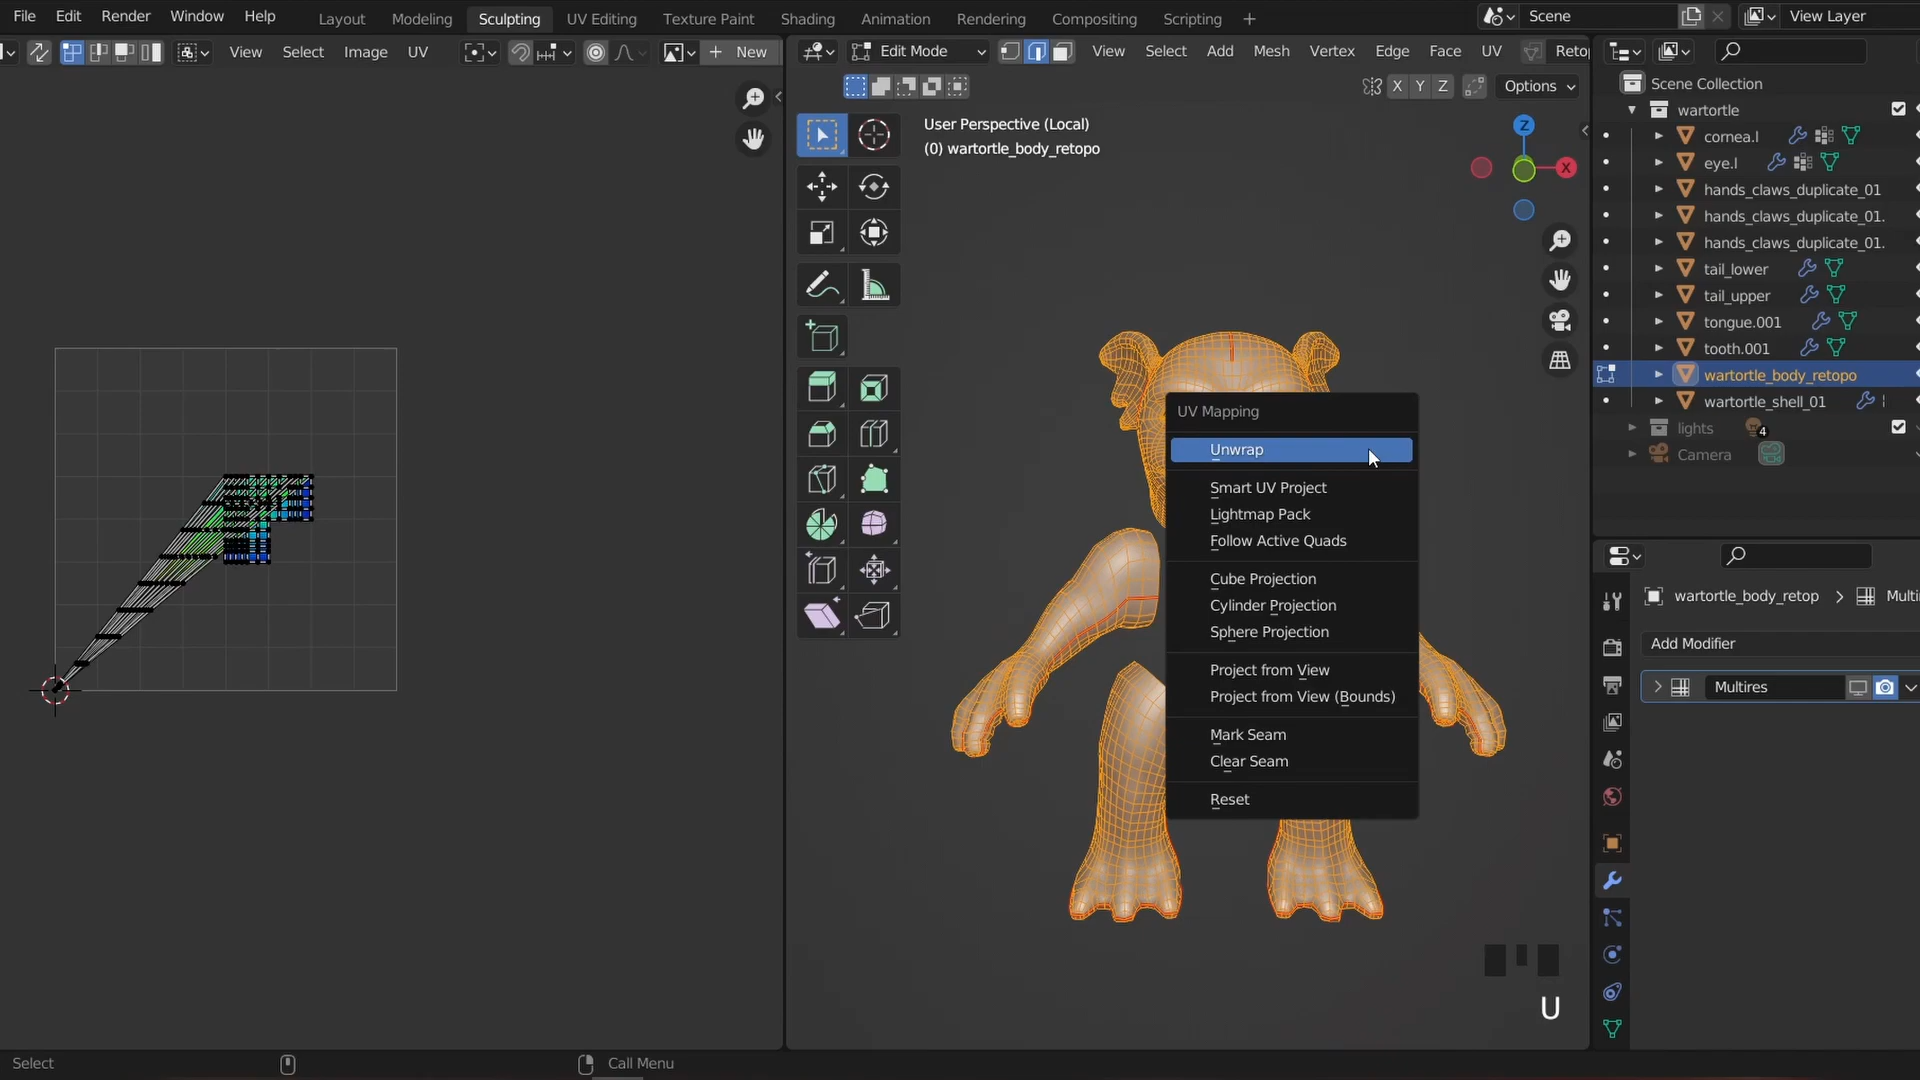 File Edit Render Window Help Layout Modeling Sculpting UV Editing Texture Paint Shading Animation Rendering Compositing Scripting + Scene View Layer
View Select Image UV New Edit Mode View Select Add Mesh Vertex Edge Face UV
X Y Z Options
User Perspective (Local)
(0) wartortle_body_retopo
Z
X
Scene Collection
wartortle
cornea.l
eye.l
hands_claws_duplicate_01
hands_claws_duplicate_01.
hands_claws_duplicate_01.
tail_lower
tail_upper
tongue.001
tooth.001
wartortle_body_retopo
wartortle_shell_01
lights 4
Camera
UV Mapping
Unwrap
Smart UV Project
Lightmap Pack
Follow Active Quads
Cube Projection
Cylinder Projection
Sphere Projection
Project from View
Project from View (Bounds)
Mark Seam
Clear Seam
Reset
wartortle_body_retop > Multi
Add Modifier
Multires
U
Select Call Menu